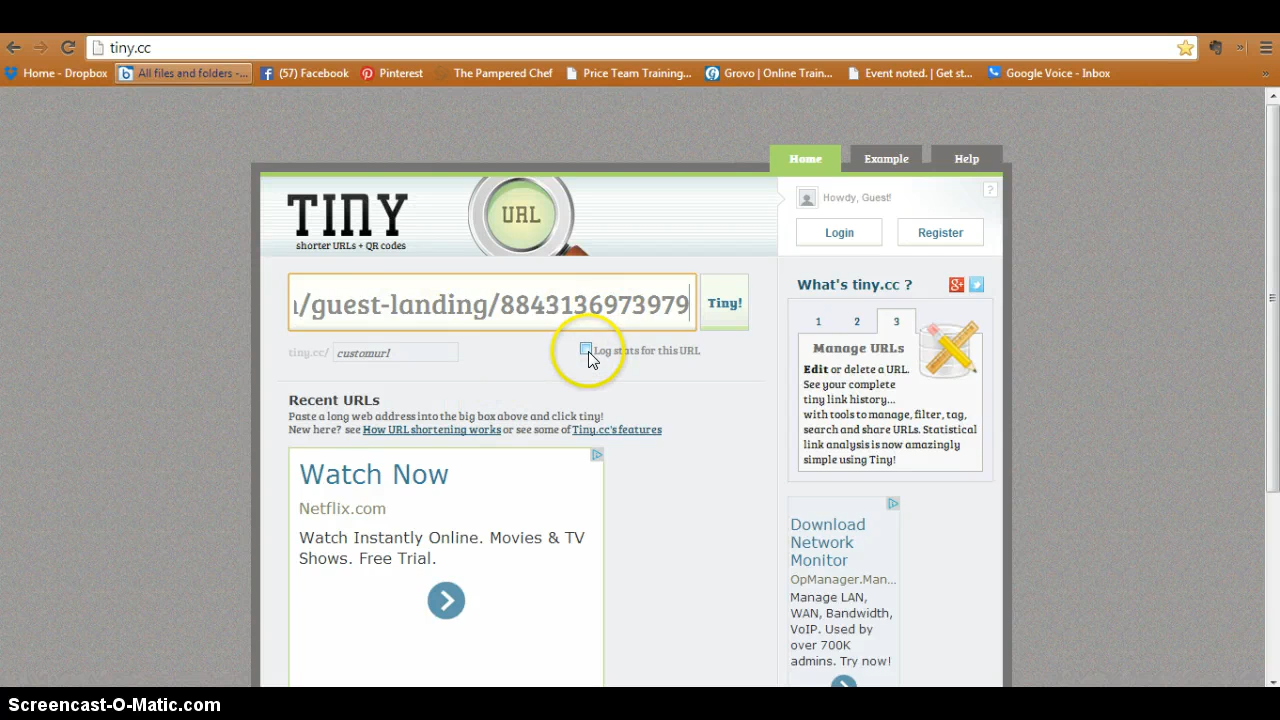 tiny.cc
Home - Dropbox
All files and folders -...
(57) Facebook
Pinterest
The Pampered Chef
Price Team Training...
Grovo | Online Train...
Event noted. | Get st...
Google Voice - Inbox
Home
Example
Help
TINY
shorter URLs + QR codes
URL
Howdy, Guest!
?
Login
Register
/guest-landing/8843136973979
Tiny!
tiny.cc/
customurl
Log stats for this URL
What's tiny.cc ?
1 2 3
Manage URLs
Edit or delete a URL.
See your complete
tiny link history...
with tools to manage, filter, tag,
search and share URLs. Statistical
link analysis is now amazingly
simple using Tiny!
Recent URLs
Paste a long web address into the big box above and click tiny!
New here? see How URL shortening works or see some of Tiny.cc's features
Watch Now
Netflix.com
Watch Instantly Online. Movies & TV
Shows. Free Trial.
Download
Network
Monitor
OpManager.Man...
Manage LAN,
WAN, Bandwidth,
VoIP. Used by
over 700K
admins. Try now!
Screencast-O-Matic.com